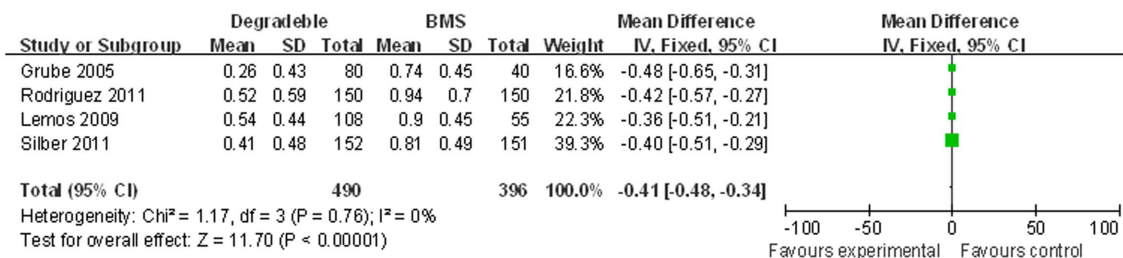 Degradable BMS Mean Difference Mean Difference
Study or Subgroup Mean SD Total Mean SD Total Weight IV, Fixed, 95% CI IV, Fixed, 95% CI
Grube 2005 0.26 0.43 80 0.74 0.45 40 16.6% -0.48 [-0.65, -0.31]
Rodriguez 2011 0.52 0.59 150 0.94 0.7 150 21.8% -0.42 [-0.57, -0.27]
Lemos 2009 0.54 0.44 108 0.9 0.45 55 22.3% -0.36 [-0.51, -0.21]
Silber 2011 0.41 0.48 152 0.81 0.49 151 39.3% -0.40 [-0.51, -0.29]
Total (95% CI) 490 396 100.0% -0.41 [-0.48, -0.34]
Heterogeneity: Chi² = 1.17, df = 3 (P = 0.76); I² = 0%
Test for overall effect: Z = 11.70 (P < 0.00001)
-100 -50 0 50 100
Favours experimental Favours control